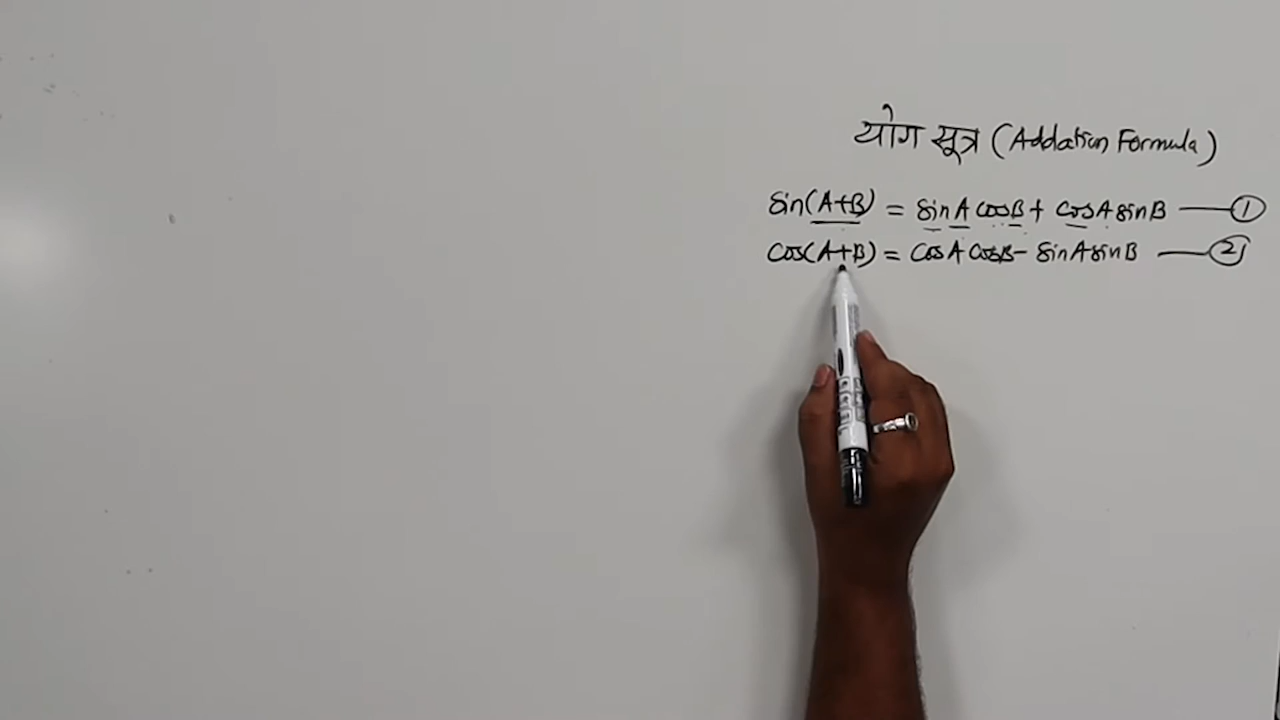 योग सूत्र (Addation Formula)
sin(A+B) = sinA cosB + cosA sinB —— ①
cos(A+B) = cosA cosB - sinA sinB —— ②